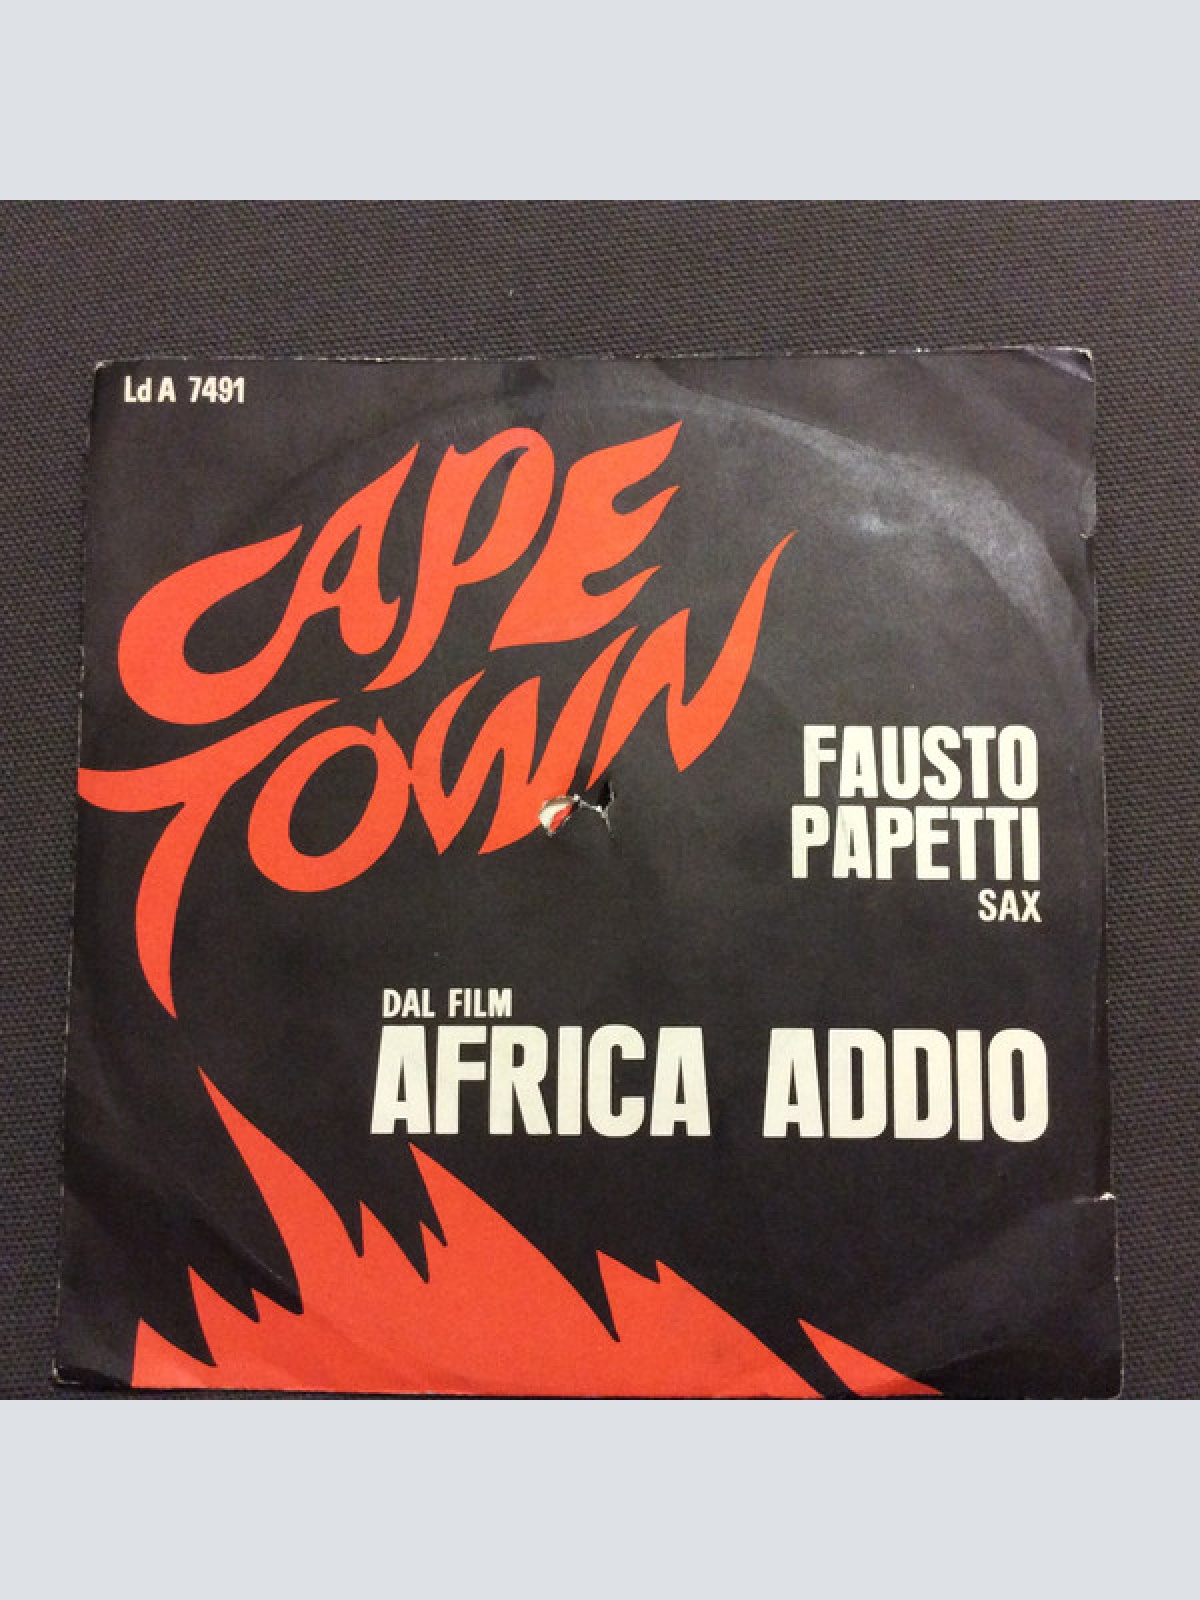 Ld A 7491
CAPE
TOWN
FAUSTO
PAPETTI
SAX
DAL FILM
AFRICA ADDIO